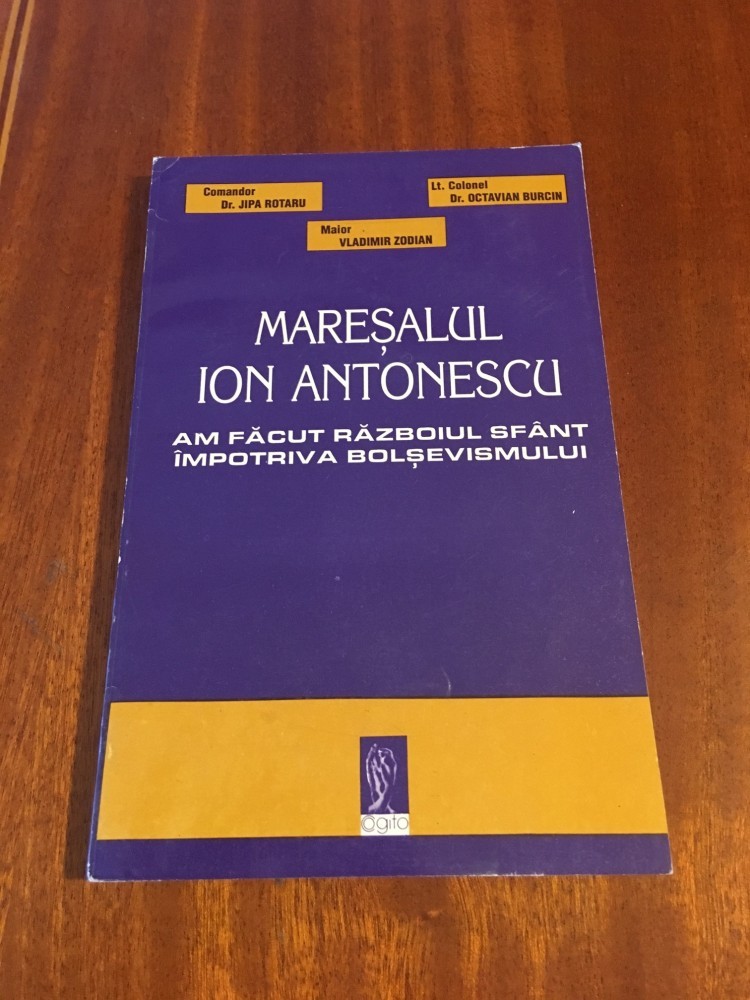 Comandor
Dr. JIPA ROTARU
Lt. Colonel
Dr. OCTAVIAN BURCIN
Maior
VLADIMIR ZODIAN
MAREȘALUL
ION ANTONESCU
AM FĂCUT RĂZBOIUL SFÂNT
ÎMPOTRIVA BOLȘEVISMULUI
Cogito